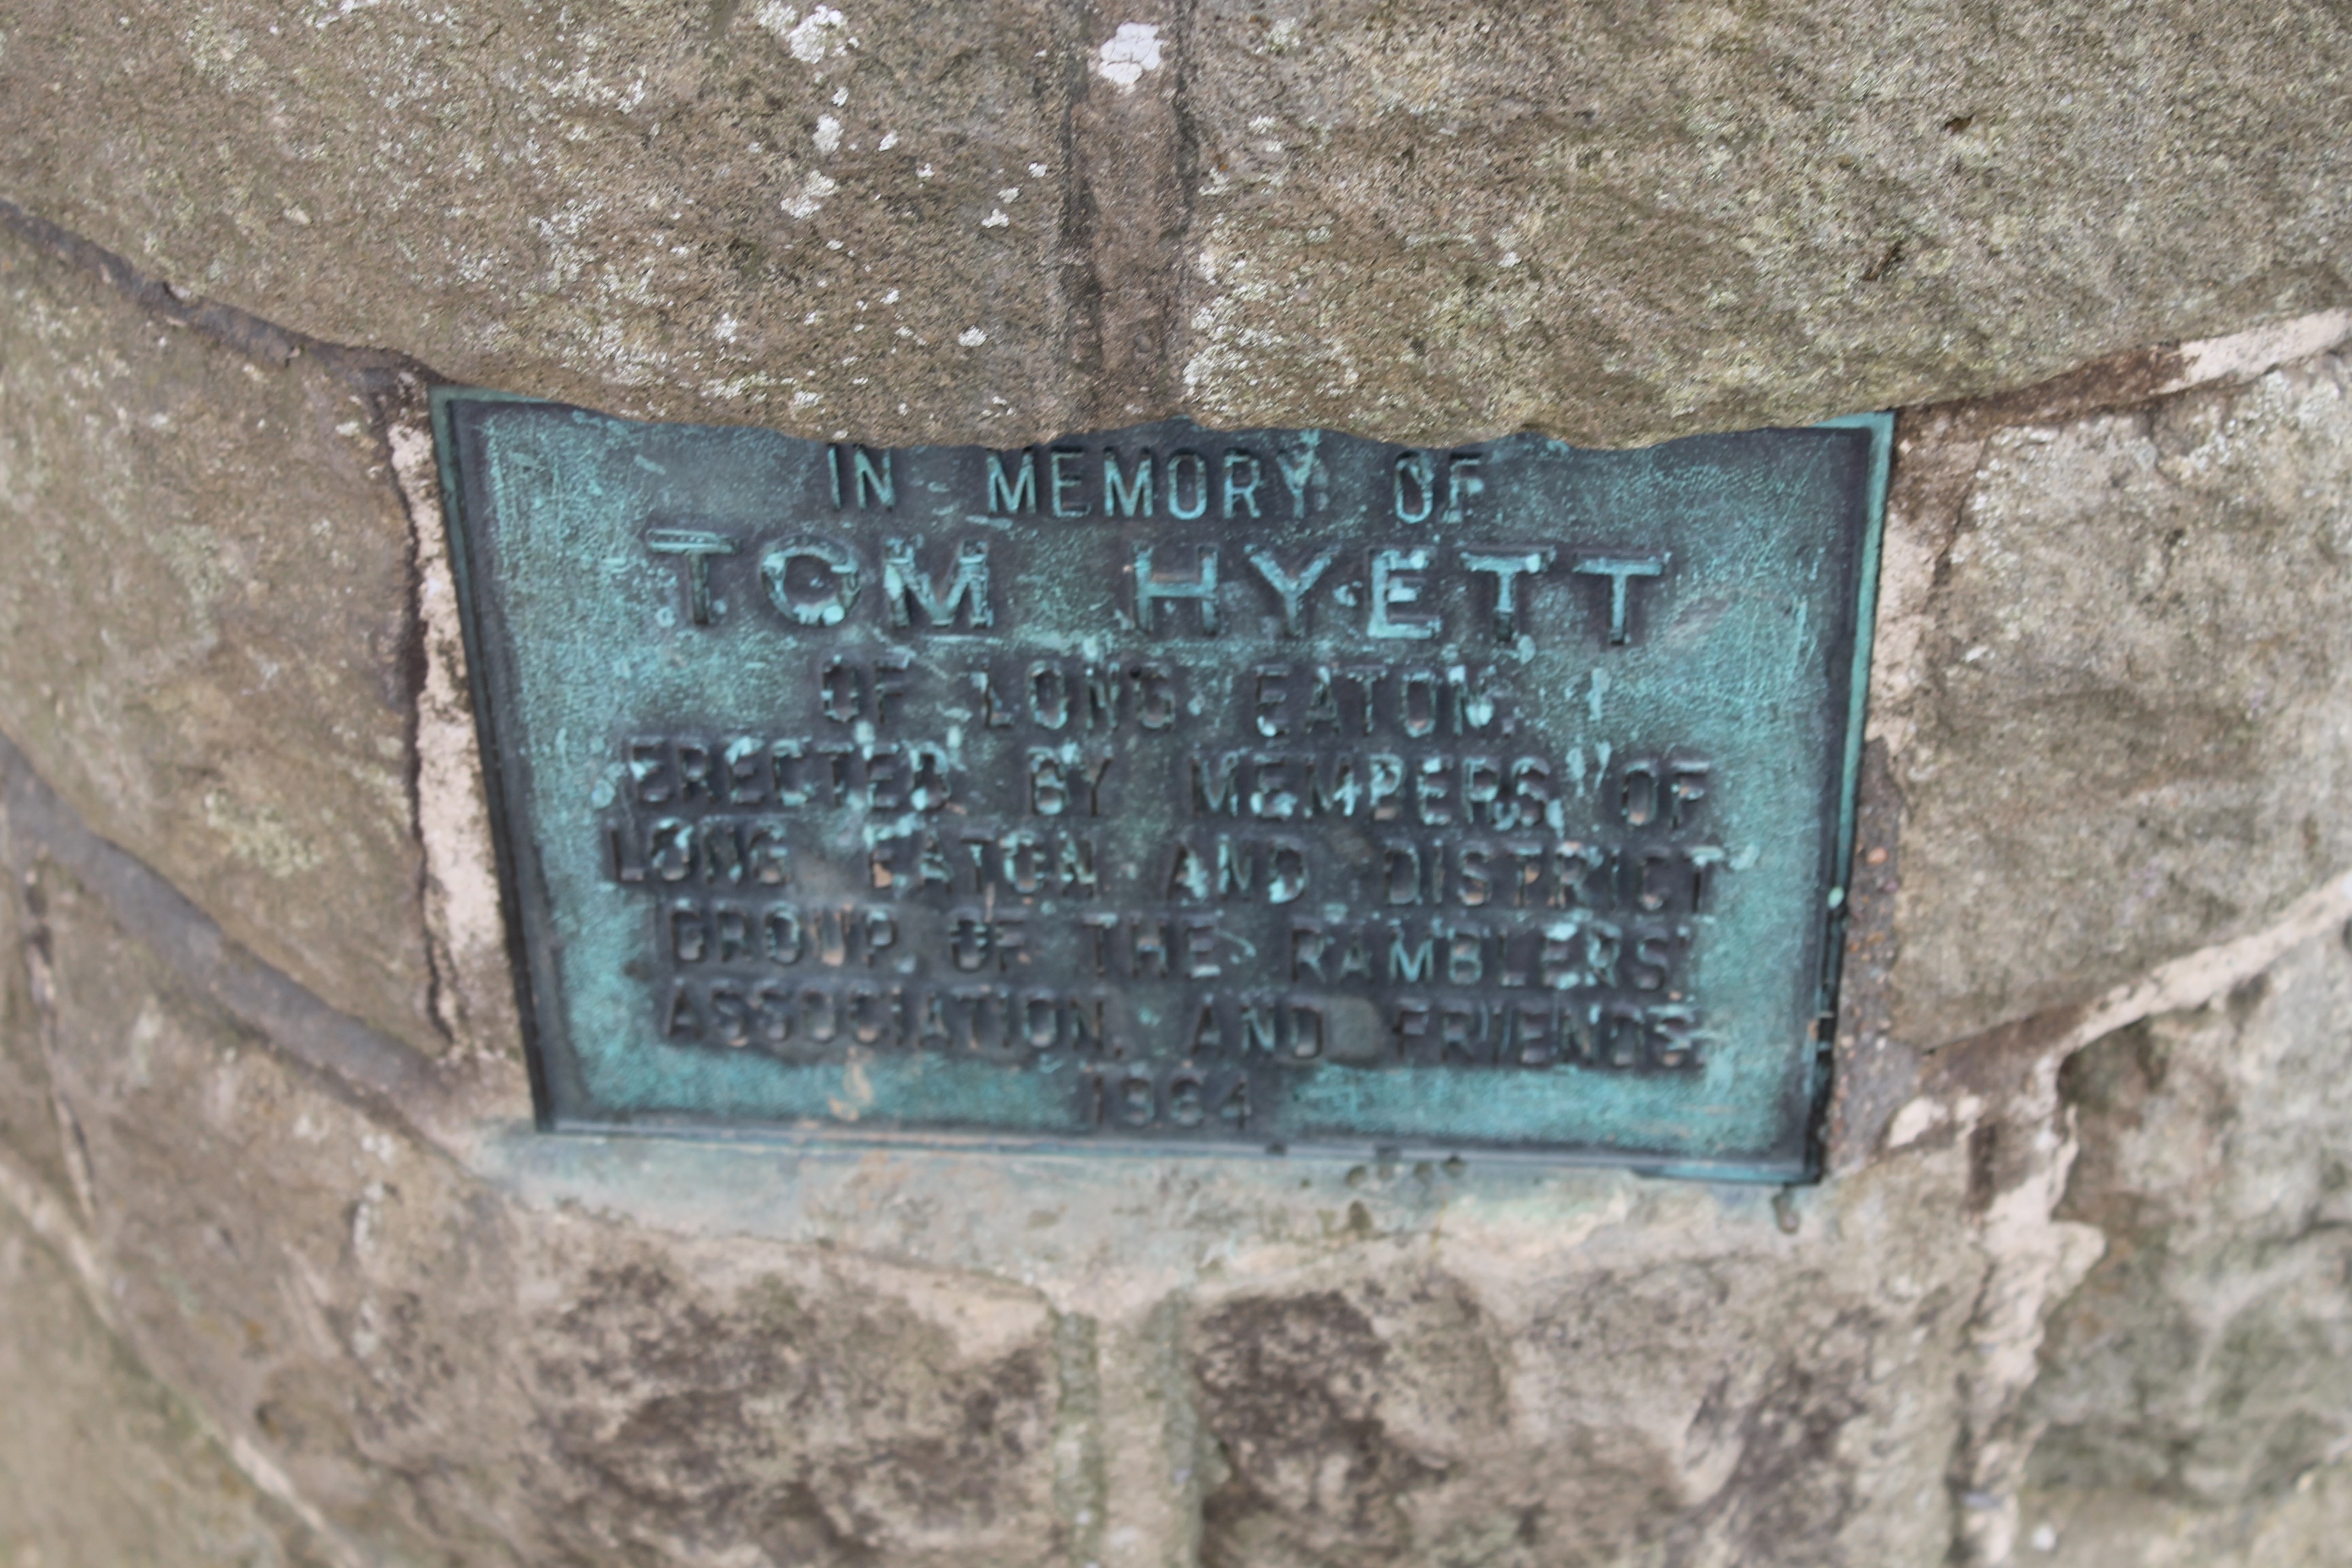 IN MEMORY OF
TOM HYETT
OF LONG EATON.
ERECTED BY MEMBERS OF
LONG EATON AND DISTRICT
GROUP OF THE RAMBLERS'
ASSOCIATION, AND FRIENDS.